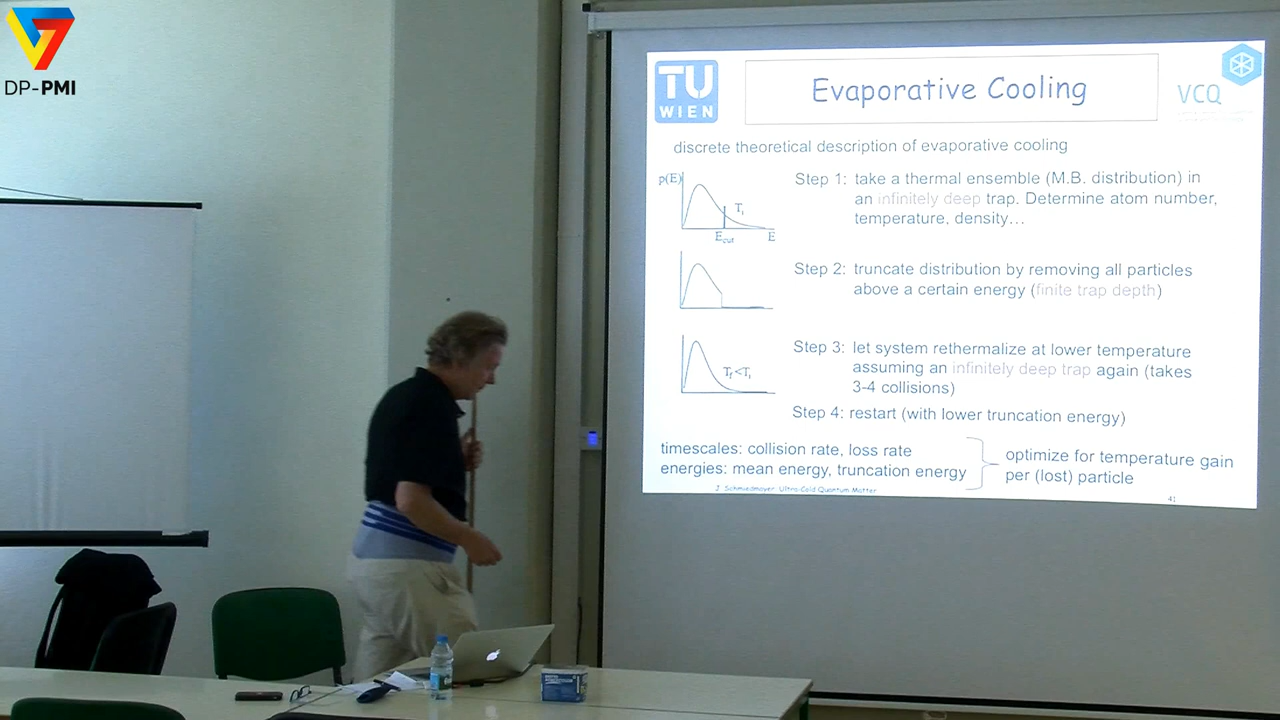 DP-PMI
TU
WIEN
Evaporative Cooling
VCQ
discrete theoretical description of evaporative cooling
p(E)
Ti
Ecut
E
Step 1: take a thermal ensemble (M.B. distribution) in
an infinitely deep trap. Determine atom number,
temperature, density…
Step 2: truncate distribution by removing all particles
above a certain energy (finite trap depth)
Tf<Ti
Step 3: let system rethermalize at lower temperature
assuming an infinitely deep trap again (takes
3-4 collisions)
Step 4: restart (with lower truncation energy)
timescales: collision rate, loss rate
energies: mean energy, truncation energy
optimize for temperature gain
per (lost) particle
J. Schmiedmayer: Ultra-Cold Quantum Matter
41